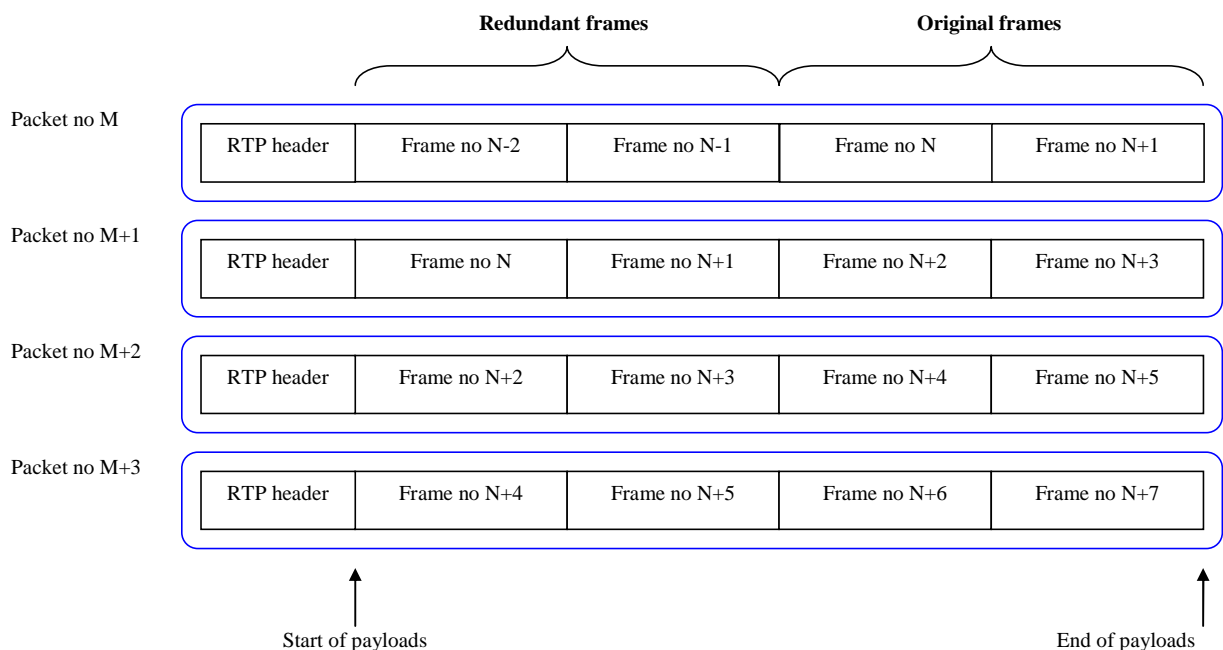 Redundant frames Original frames
Packet no M
RTP header Frame no N-2 Frame no N-1 Frame no N Frame no N+1
Packet no M+1
RTP header Frame no N Frame no N+1 Frame no N+2 Frame no N+3
Packet no M+2
RTP header Frame no N+2 Frame no N+3 Frame no N+4 Frame no N+5
Packet no M+3
RTP header Frame no N+4 Frame no N+5 Frame no N+6 Frame no N+7
Start of payloads End of payloads